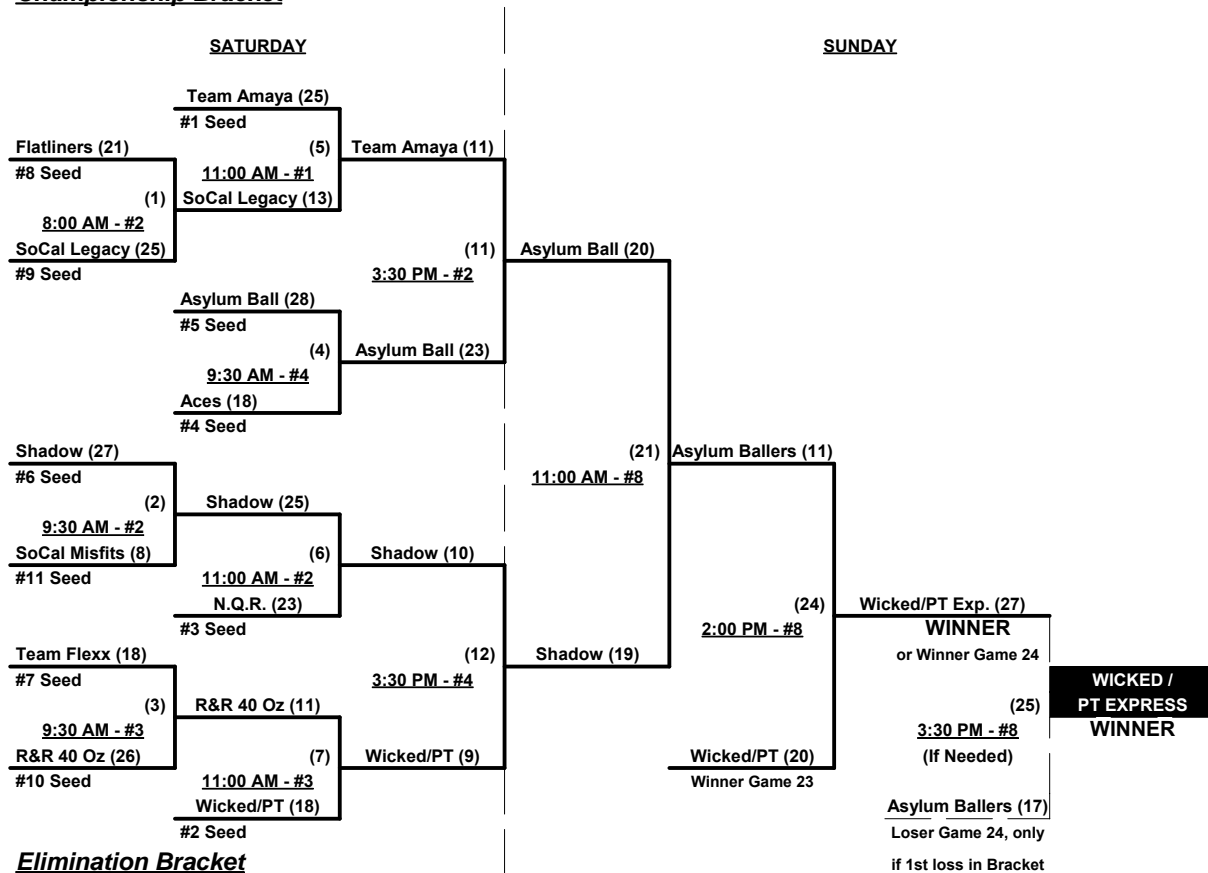 Championship Bracket
SATURDAY
SUNDAY
Team Amaya (25)
#1 Seed
Flatliners (21)
(5)
Team Amaya (11)
#8 Seed
11:00 AM - #1
(1)
SoCal Legacy (13)
8:00 AM - #2
SoCal Legacy (25)
(11)
Asylum Ball (20)
#9 Seed
3:30 PM - #2
Asylum Ball (28)
#5 Seed
(4)
Asylum Ball (23)
9:30 AM - #4
Aces (18)
#4 Seed
Shadow (27)
(21)
Asylum Ballers (11)
#6 Seed
11:00 AM - #8
(2)
Shadow (25)
9:30 AM - #2
SoCal Misfits (8)
(6)
Shadow (10)
#11 Seed
11:00 AM - #2
N.Q.R. (23)
(24)
Wicked/PT Exp. (27)
#3 Seed
2:00 PM - #8
WINNER
or Winner Game 24
Team Flexx (18)
(12)
Shadow (19)
#7 Seed
3:30 PM - #4
WICKED /
PT EXPRESS
WINNER
(3)
R&R 40 Oz (11)
(25)
9:30 AM - #3
3:30 PM - #8
R&R 40 Oz (26)
(7)
Wicked/PT (9)
Wicked/PT (20)
(If Needed)
#10 Seed
11:00 AM - #3
Winner Game 23
Wicked/PT (18)
Asylum Ballers (17)
#2 Seed
Loser Game 24, only
Elimination Bracket
if 1st loss in Bracket